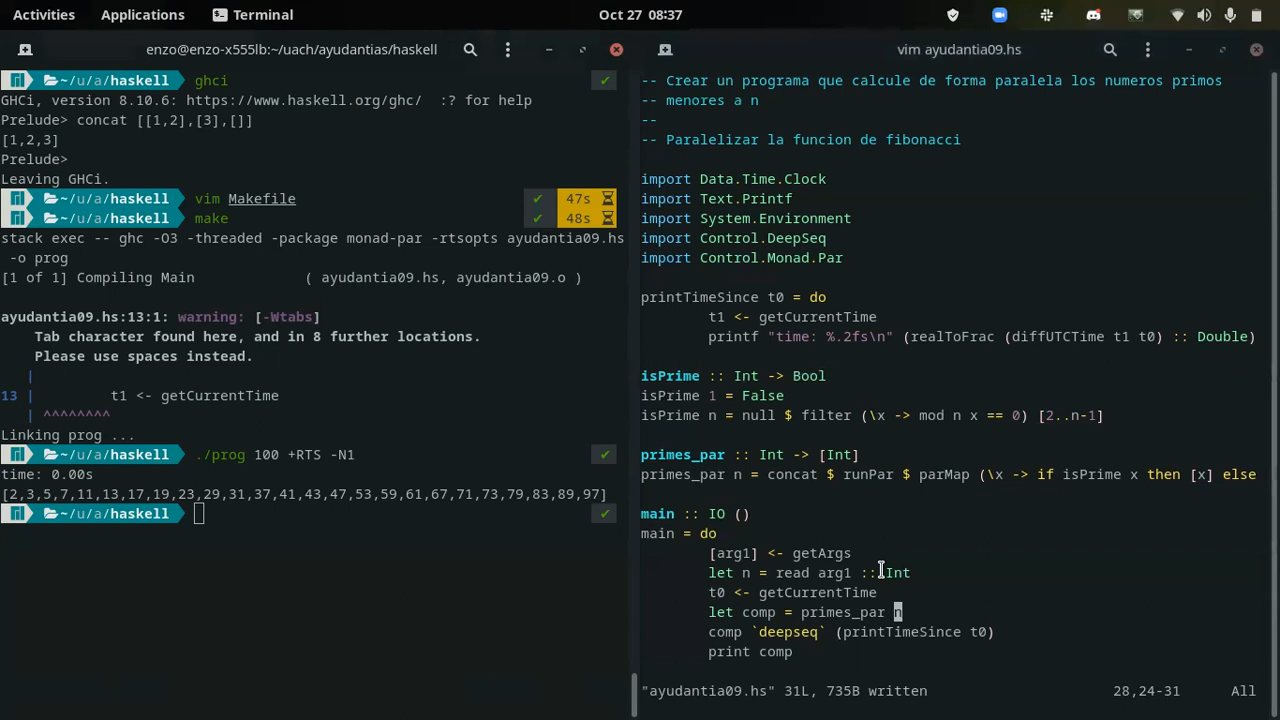 Activities Applications Terminal Oct 27 08:37
enzo@enzo-x555lb:~/uach/ayudantias/haskell
~/u/a/haskell ghci
GHCi, version 8.10.6: https://www.haskell.org/ghc/  :? for help
Prelude> concat [[1,2],[3],[]]
[1,2,3]
Prelude>
Leaving GHCi.
~/u/a/haskell vim Makefile 47s
~/u/a/haskell make 48s
stack exec -- ghc -O3 -threaded -package monad-par -rtsopts ayudantia09.hs
-o prog
[1 of 1] Compiling Main             ( ayudantia09.hs, ayudantia09.o )
ayudantia09.hs:13:1: warning: [-Wtabs]
    Tab character found here, and in 8 further locations.
    Please use spaces instead.
   |
13 |         t1 <- getCurrentTime
   | ^^^^^^^^
Linking prog ...
~/u/a/haskell ./prog 100 +RTS -N1
time: 0.00s
[2,3,5,7,11,13,17,19,23,29,31,37,41,43,47,53,59,61,67,71,73,79,83,89,97]
~/u/a/haskell
vim ayudantia09.hs
-- Crear un programa que calcule de forma paralela los numeros primos
-- menores a n
--
-- Paralelizar la funcion de fibonacci
import Data.Time.Clock
import Text.Printf
import System.Environment
import Control.DeepSeq
import Control.Monad.Par
printTimeSince t0 = do
        t1 <- getCurrentTime
        printf "time: %.2fs\n" (realToFrac (diffUTCTime t1 t0) :: Double)
isPrime :: Int -> Bool
isPrime 1 = False
isPrime n = null $ filter (\x -> mod n x == 0) [2..n-1]
primes_par :: Int -> [Int]
primes_par n = concat $ runPar $ parMap (\x -> if isPrime x then [x] else
main :: IO ()
main = do
        [arg1] <- getArgs
        let n = read arg1 :: Int
        t0 <- getCurrentTime
        let comp = primes_par n
        comp `deepseq` (printTimeSince t0)
        print comp
"ayudantia09.hs" 31L, 735B written 28,24-31 All